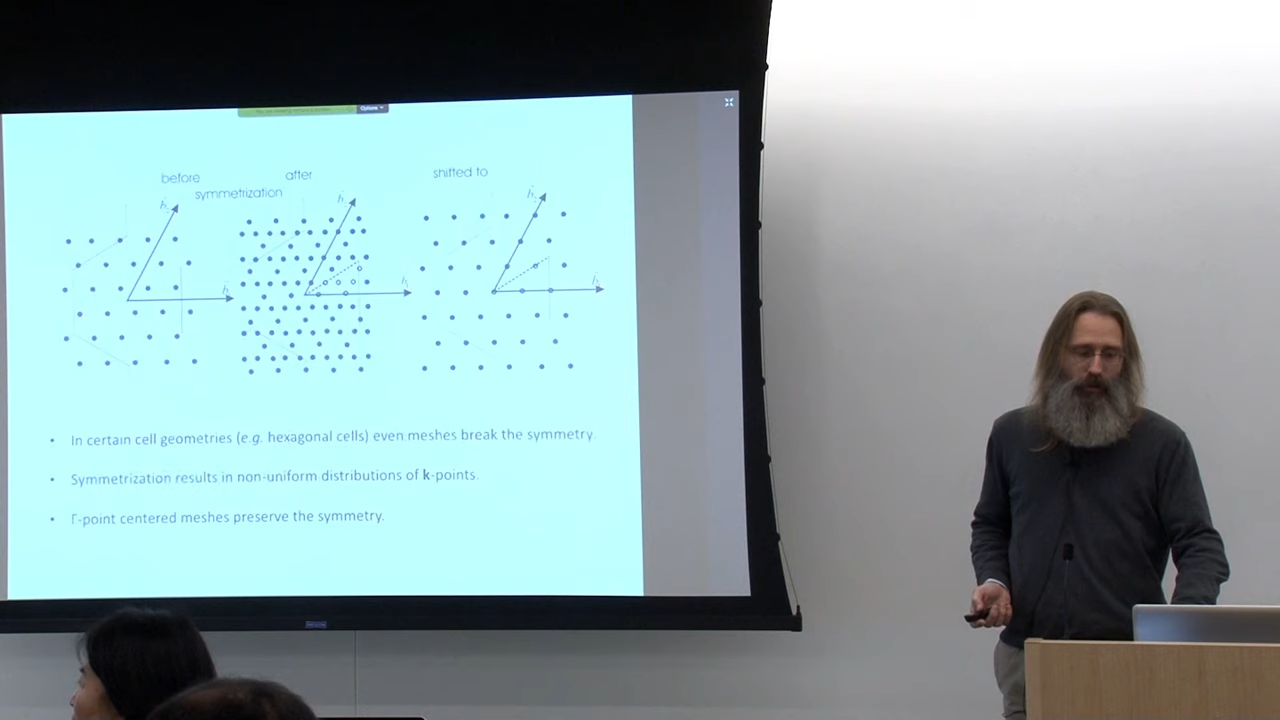 Options
before
after
shifted to
symmetrization
• In certain cell geometries (e.g. hexagonal cells) even meshes break the symmetry.
• Symmetrization results in non-uniform distributions of k-points.
• Γ-point centered meshes preserve the symmetry.